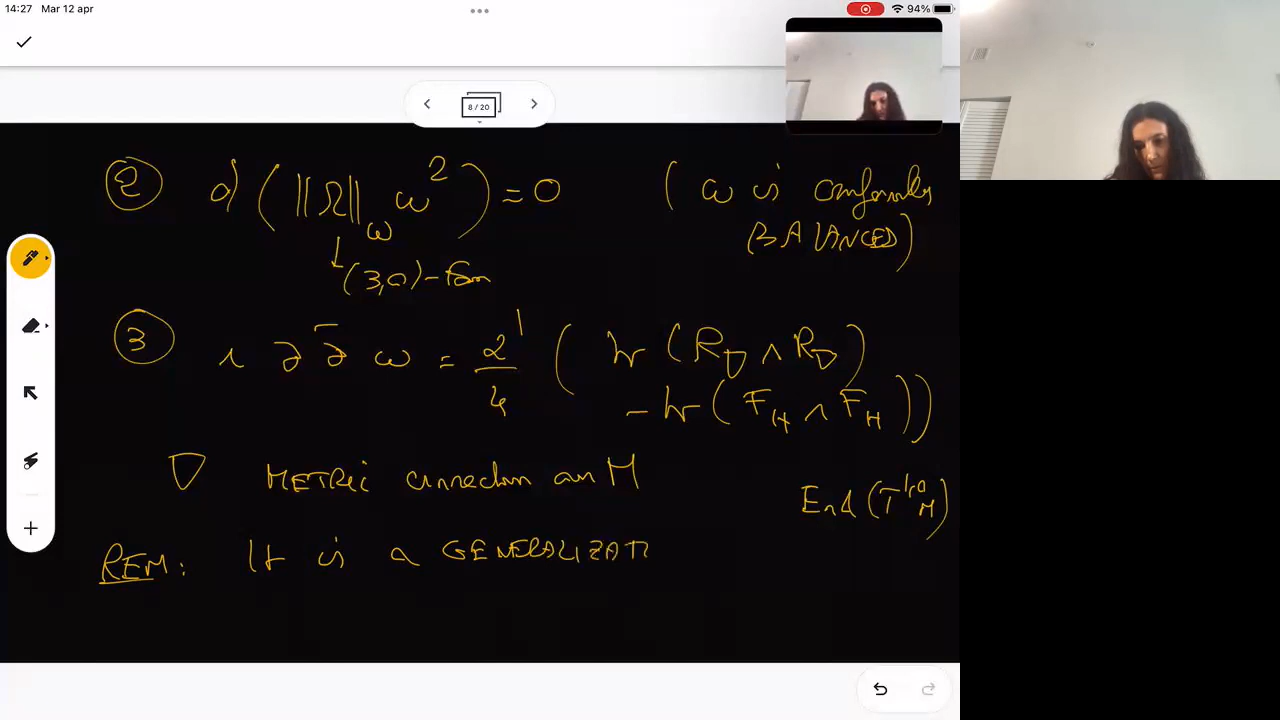 14:27 Mar 12 apr
94%
8 / 20
② d(‖Ω‖_ω ω²) = 0 (ω is conformally
BALANCED)
↓ (3,0)-form
③ i ∂ ∂̄ ω = α'/4 ( tr (R_∇ ∧ R_∇)
- tr ( F_H ∧ F_H ))
∇ METRIC connection on M
End (T^{1,0} M)
REM: It is a GENERALIZATI